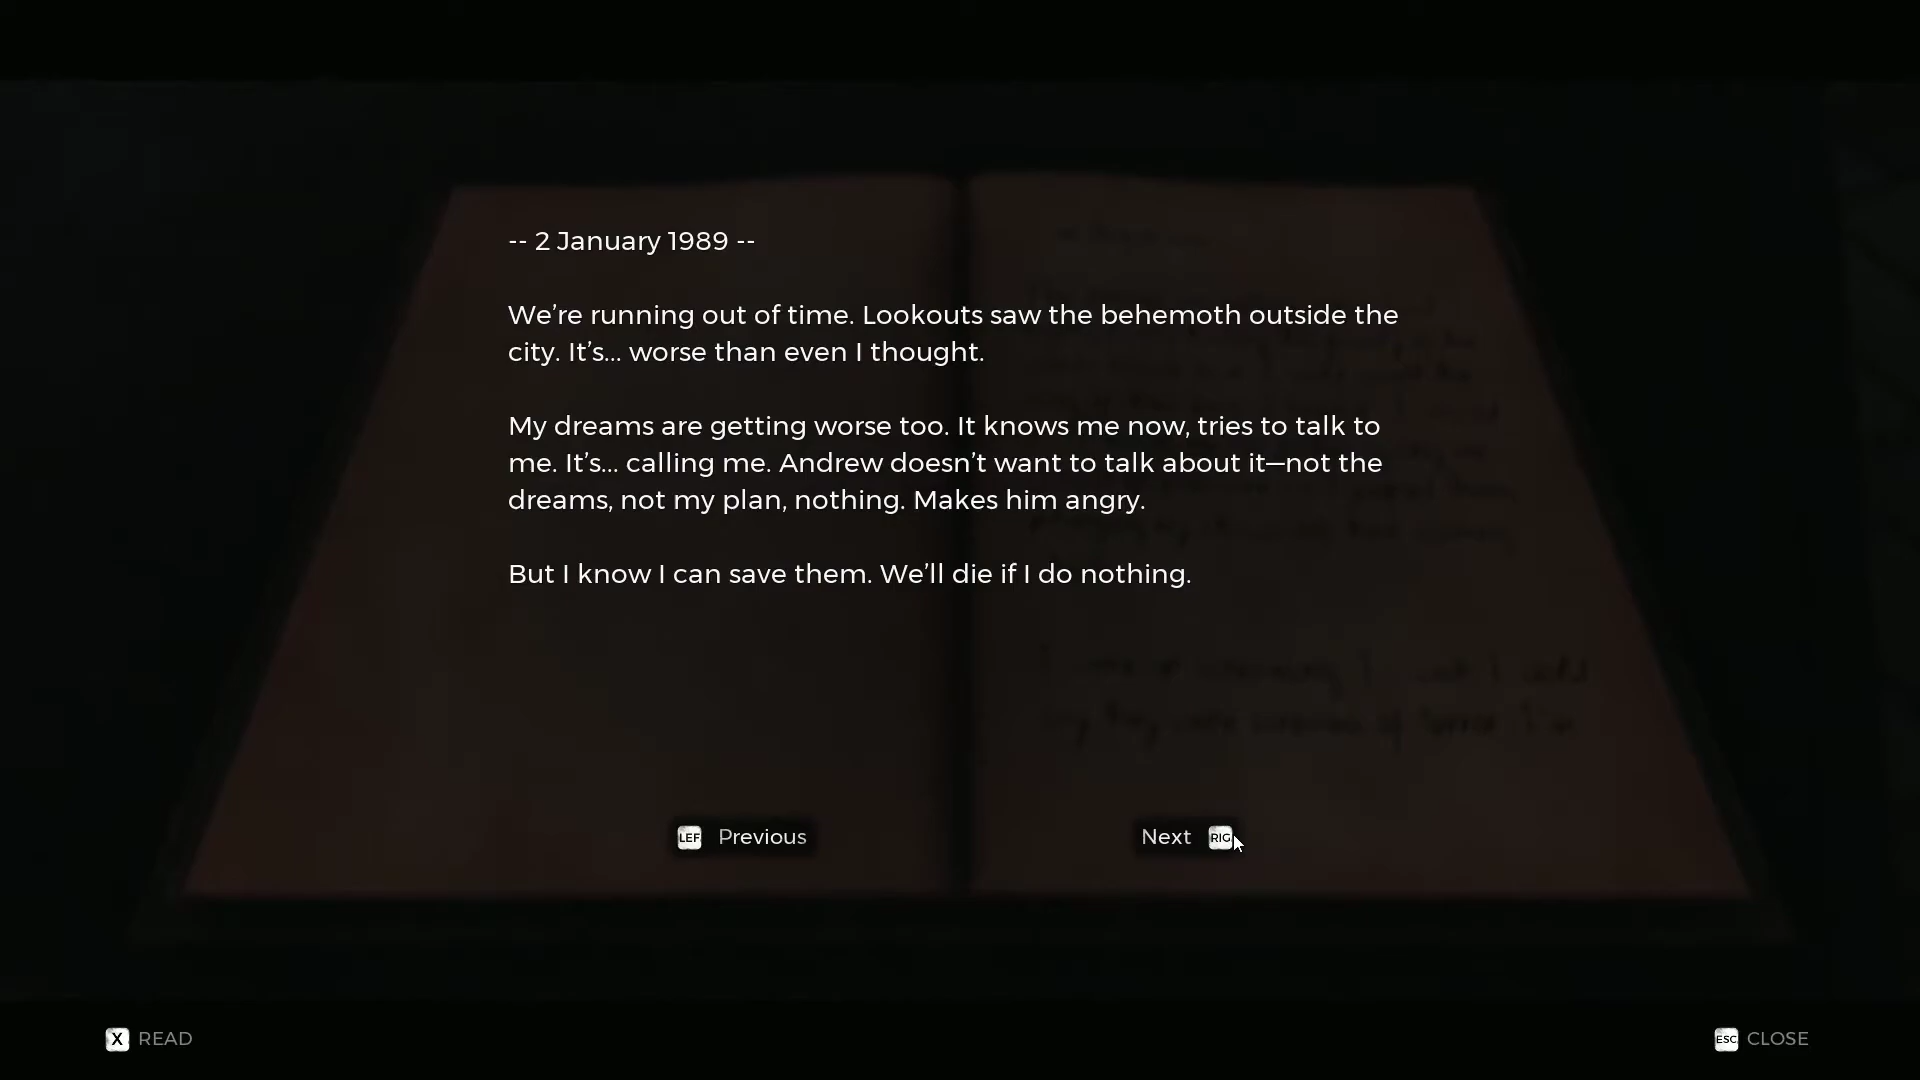 -- 2 January 1989 --
We’re running out of time. Lookouts saw the behemoth outside the
city. It’s... worse than even I thought.
My dreams are getting worse too. It knows me now, tries to talk to
me. It’s... calling me. Andrew doesn’t want to talk about it—not the
dreams, not my plan, nothing. Makes him angry.
But I know I can save them. We’ll die if I do nothing.
LEF Previous
Next RIG
X READ
ESC CLOSE